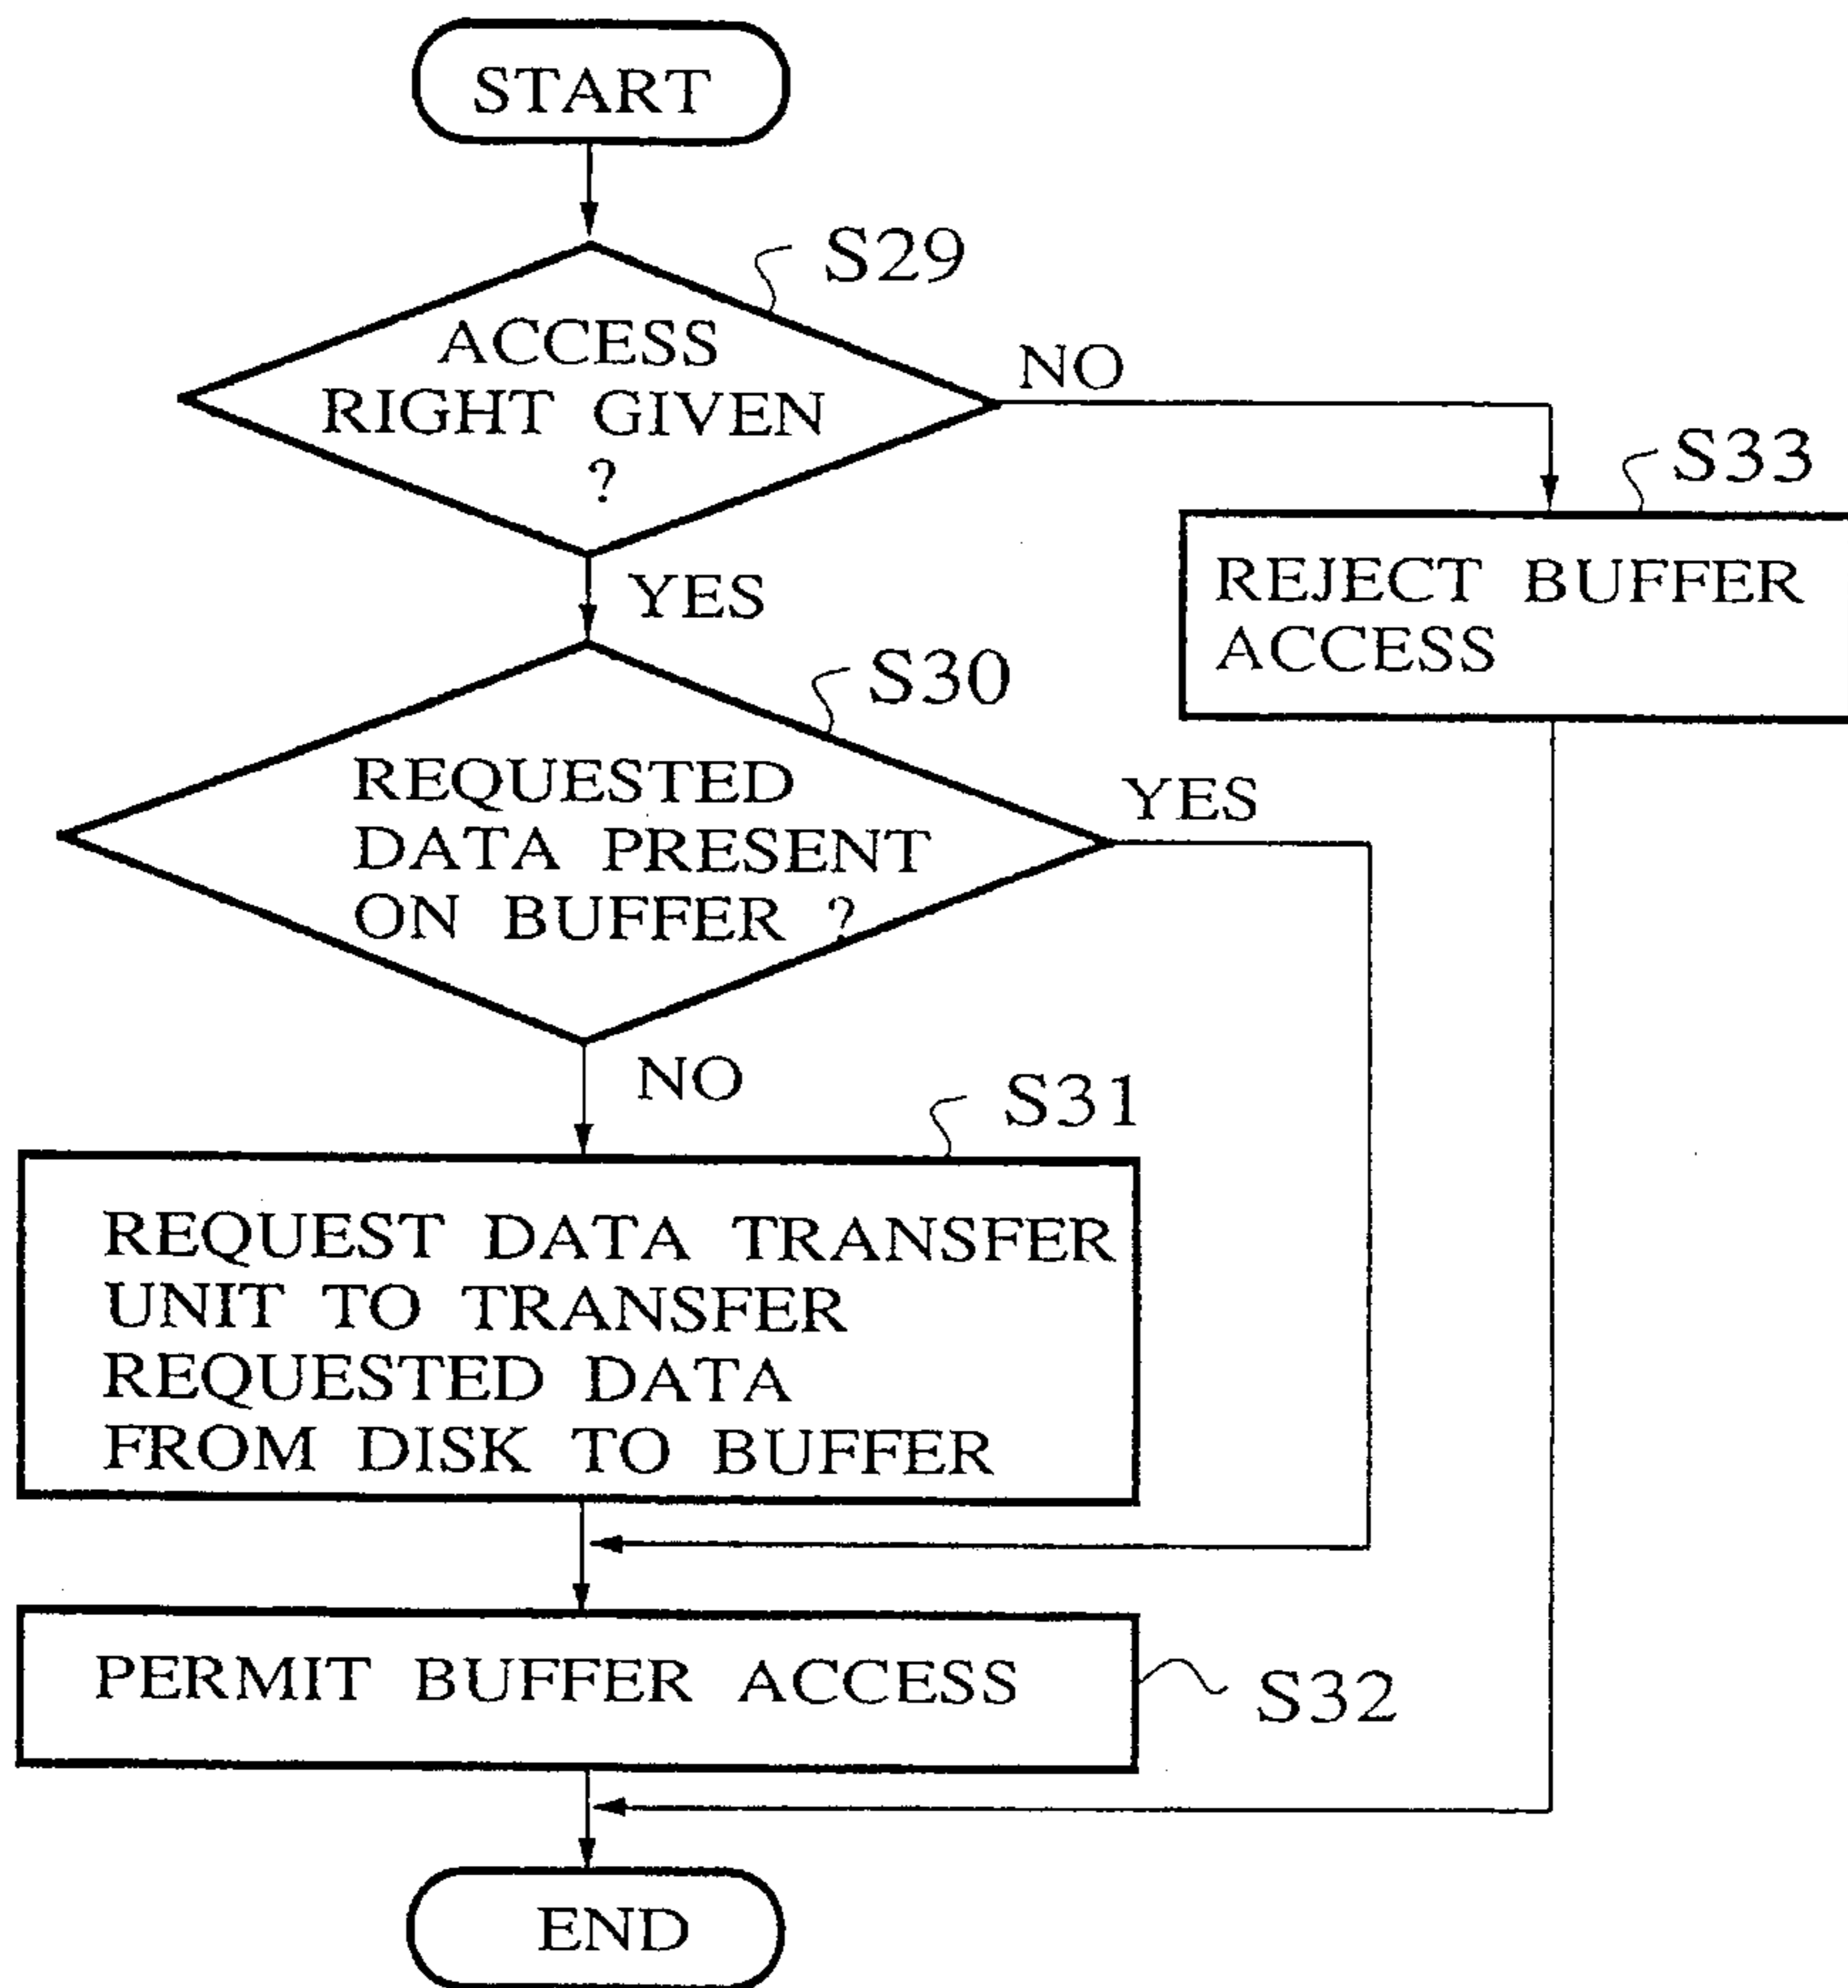 START
S29
ACCESS
RIGHT GIVEN
?
NO
S33
REJECT BUFFER
ACCESS
YES
S30
REQUESTED
DATA PRESENT
ON BUFFER ?
YES
NO
S31
REQUEST DATA TRANSFER
UNIT TO TRANSFER
REQUESTED DATA
FROM DISK TO BUFFER
PERMIT BUFFER ACCESS
S32
END